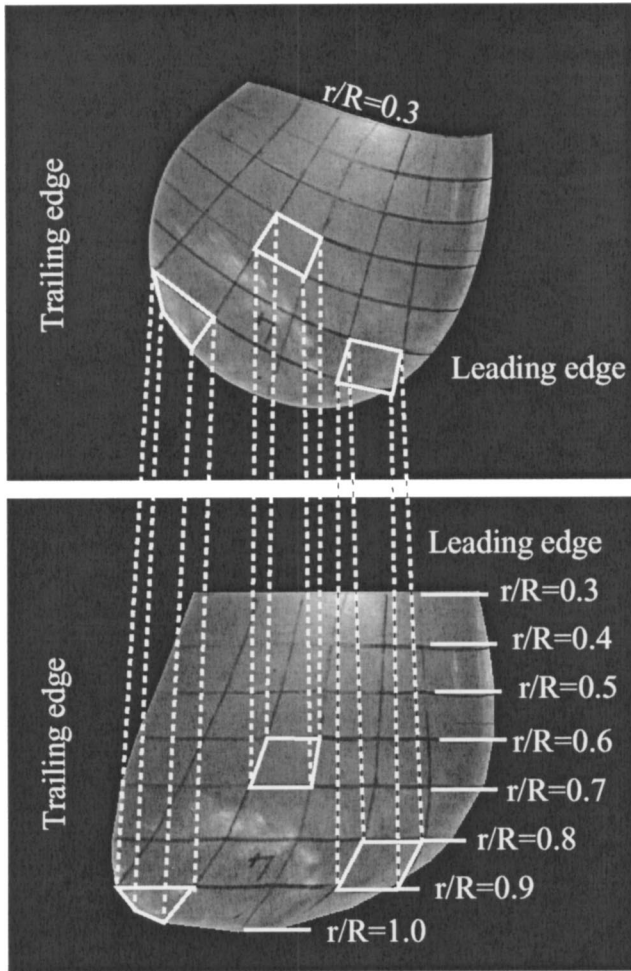 r/R=0.3
Trailing edge
Leading edge
Leading edge
r/R=0.3
r/R=0.4
r/R=0.5
r/R=0.6
Trailing edge
r/R=0.7
r/R=0.8
r/R=0.9
r/R=1.0